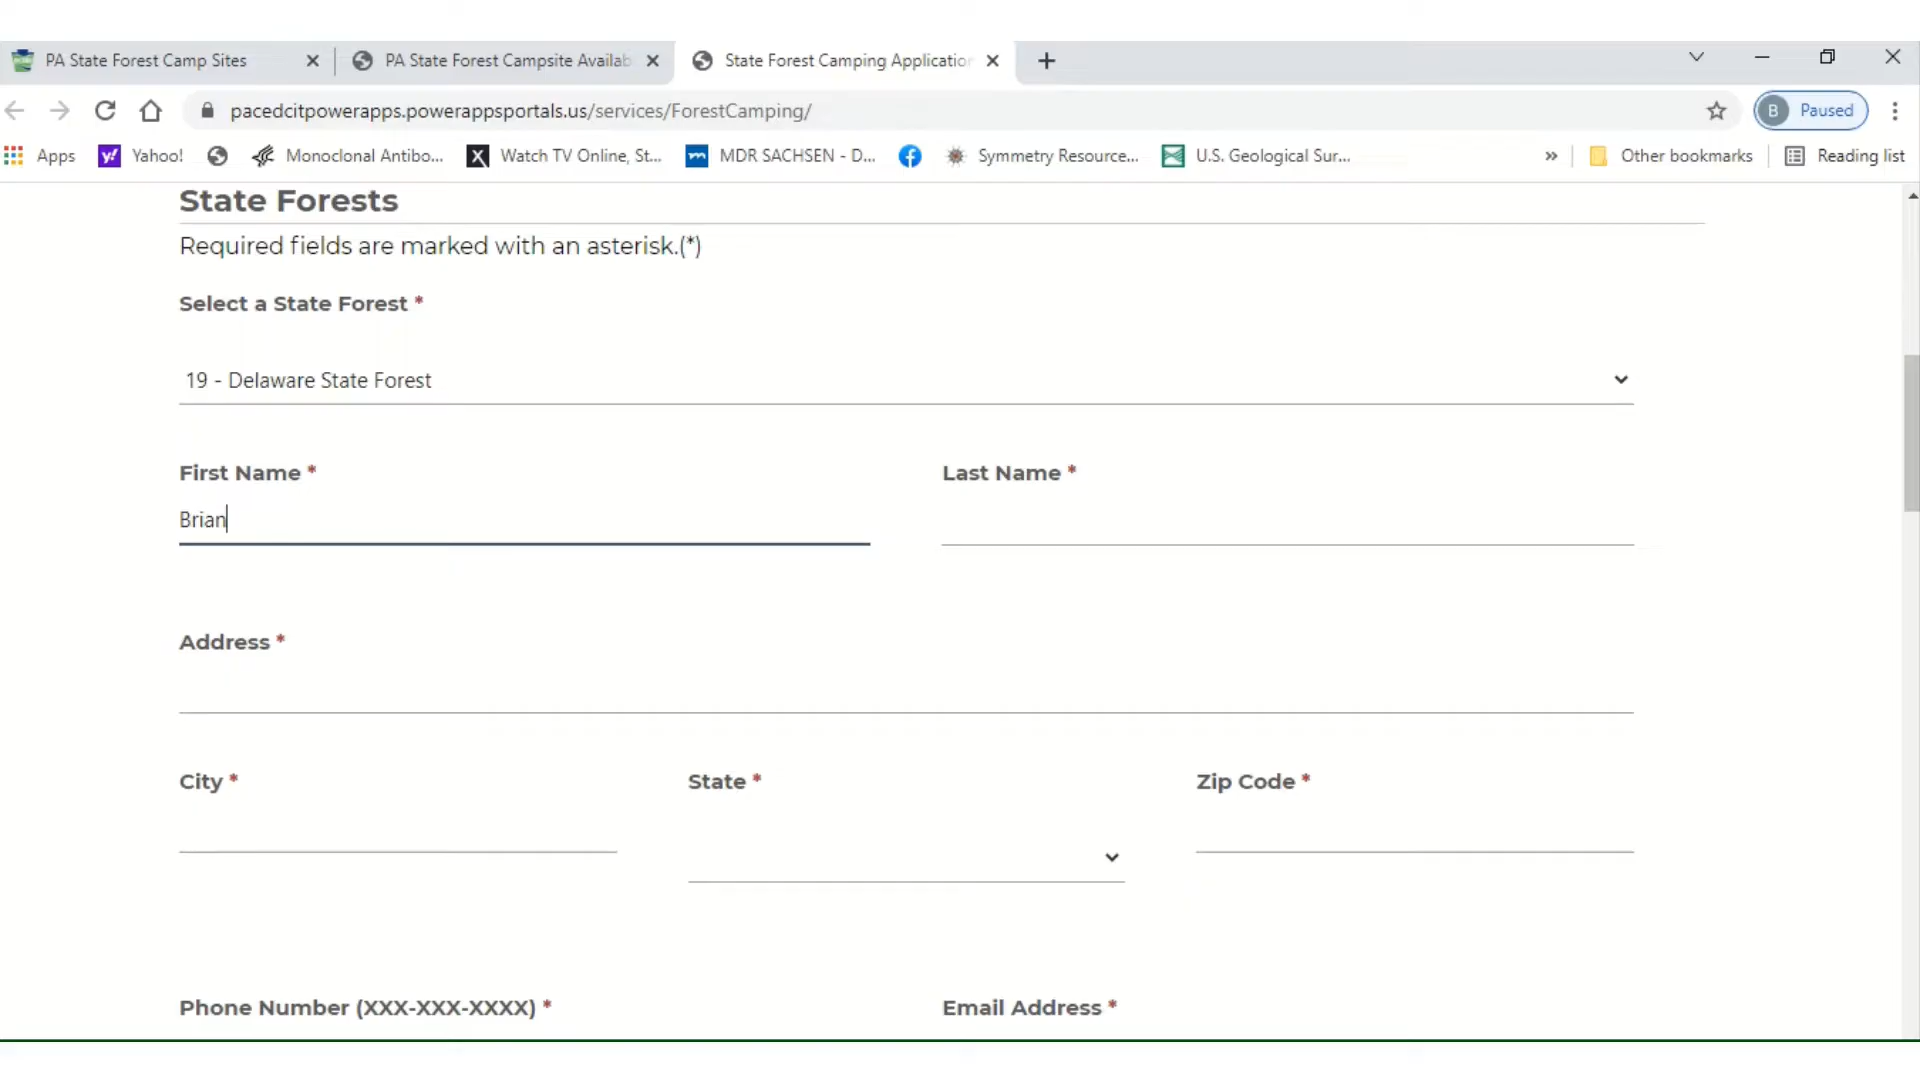 PA State Forest Camp Sites
PA State Forest Campsite Availab
State Forest Camping Application
pacedcitpowerapps.powerappsportals.us/services/ForestCamping/
B Paused
Apps
Yahoo!
Monoclonal Antibo...
Watch TV Online, St...
MDR SACHSEN - D...
Symmetry Resource...
U.S. Geological Sur...
»
Other bookmarks
Reading list
State Forests
Required fields are marked with an asterisk.(*)
Select a State Forest *
19 - Delaware State Forest
First Name *
Last Name *
Brian
Address *
City *
State *
Zip Code *
Phone Number (XXX-XXX-XXXX) *
Email Address *